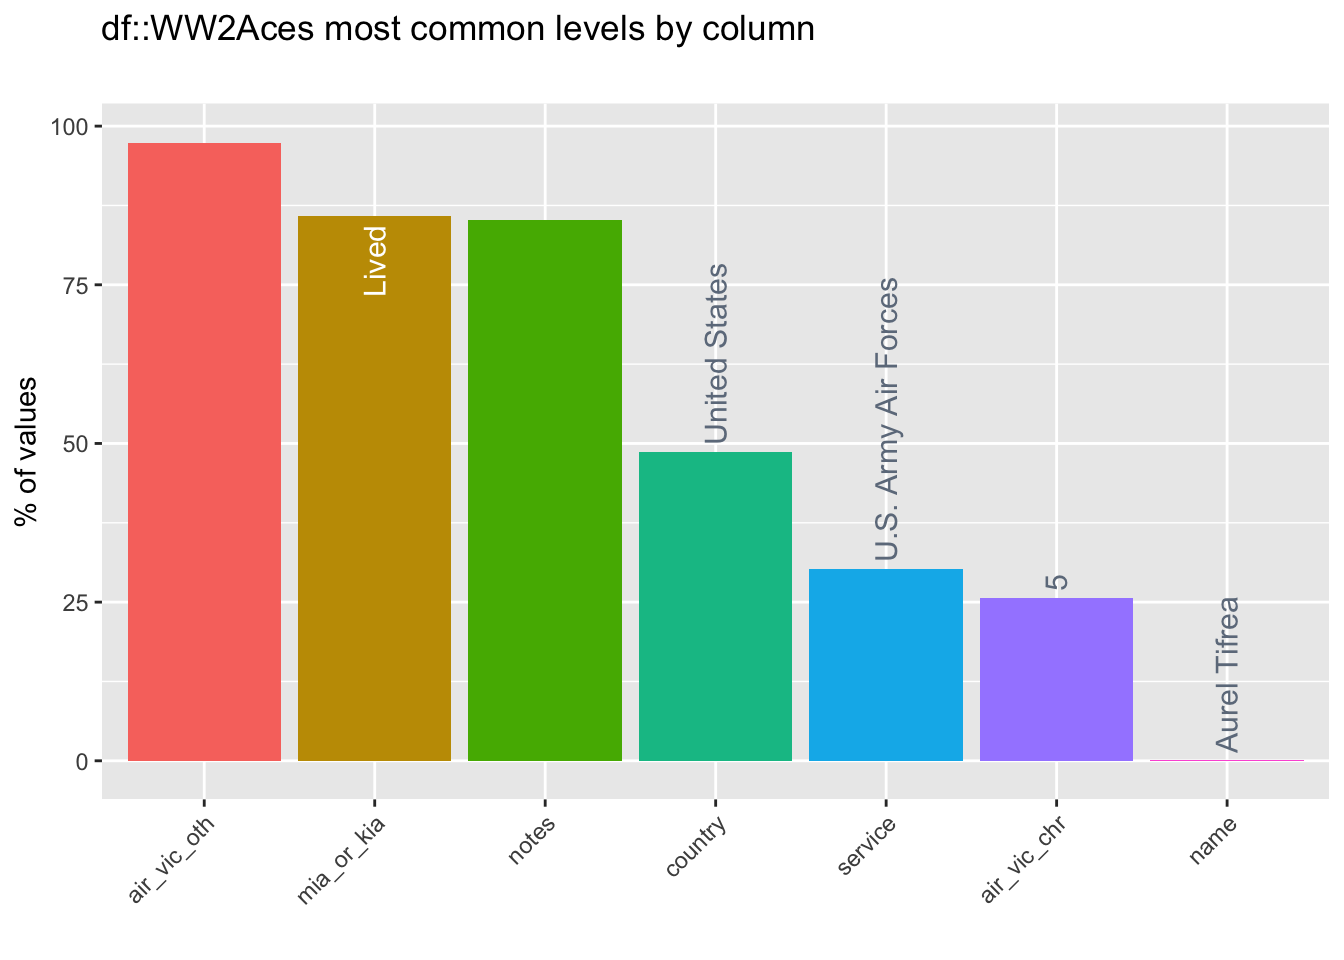 df::WW2Aces most common levels by column
% of values
100
75
50
25
0
Lived
United States
U.S. Army Air Forces
5
Aurel Tifrea
air_vic_oth
mia_or_kia
notes
country
service
air_vic_chr
name